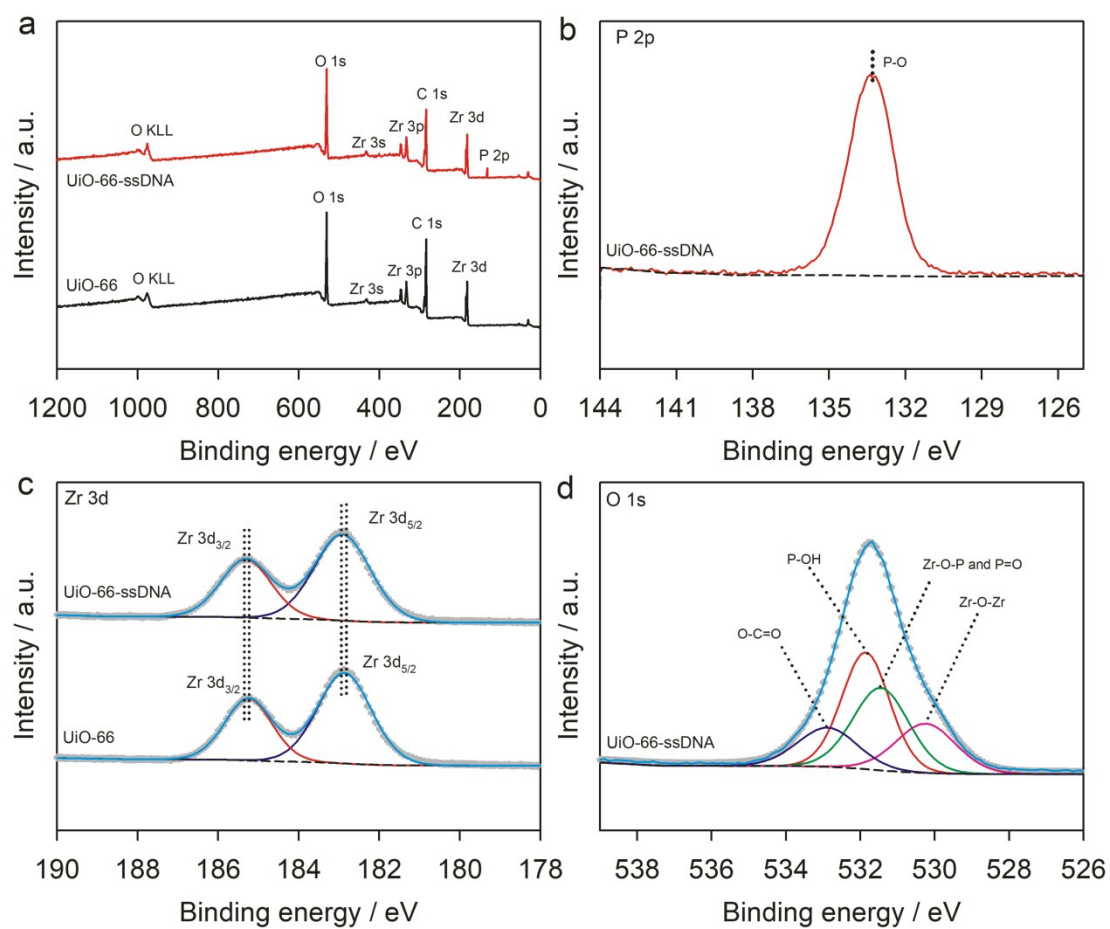 a
Intensity / a.u.
O 1s
C 1s
Zr 3d
Zr 3p
Zr 3s
P 2p
O KLL
UiO-66-ssDNA
O 1s
C 1s
Zr 3d
Zr 3p
Zr 3s
O KLL
UiO-66
1200 1000 800 600 400 200 0
Binding energy / eV
b
P 2p
Intensity / a.u.
P-O
UiO-66-ssDNA
144 141 138 135 132 129 126
Binding energy / eV
c
Zr 3d
Intensity / a.u.
Zr 3d5/2
Zr 3d3/2
UiO-66-ssDNA
Zr 3d5/2
Zr 3d3/2
UiO-66
190 188 186 184 182 180 178
Binding energy / eV
d
O 1s
Intensity / a.u.
P-OH
Zr-O-P and P=O
Zr-O-Zr
O-C=O
UiO-66-ssDNA
538 536 534 532 530 528 526
Binding energy / eV